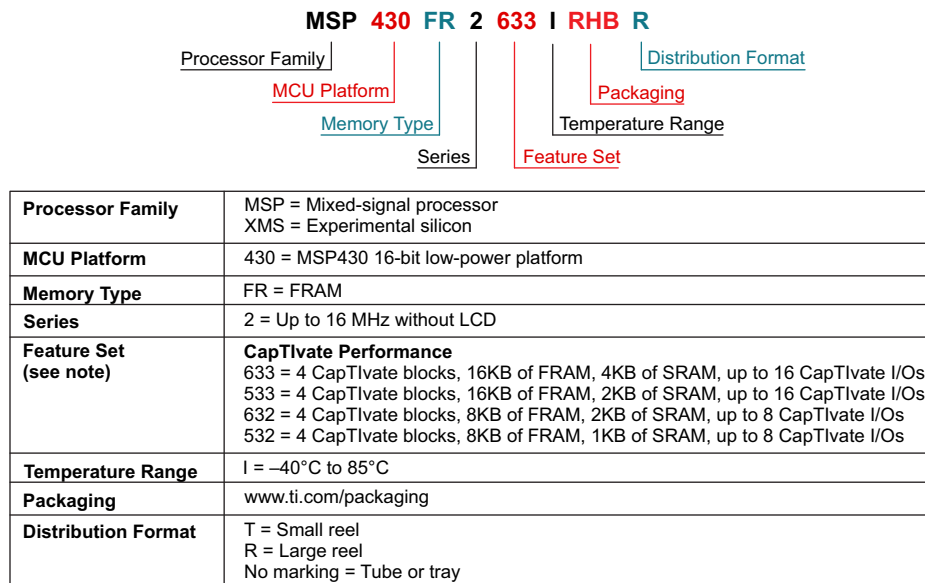 MSP 430 FR 2 633 I RHB R
Processor Family
Distribution Format
MCU Platform
Packaging
Memory Type
Temperature Range
Series
Feature Set
Processor Family
MSP = Mixed-signal processor
XMS = Experimental silicon
MCU Platform
430 = MSP430 16-bit low-power platform
Memory Type
FR = FRAM
Series
2 = Up to 16 MHz without LCD
Feature Set
(see note)
CapTIvate Performance
633 = 4 CapTIvate blocks, 16KB of FRAM, 4KB of SRAM, up to 16 CapTIvate I/Os
533 = 4 CapTIvate blocks, 16KB of FRAM, 2KB of SRAM, up to 16 CapTIvate I/Os
632 = 4 CapTIvate blocks, 8KB of FRAM, 2KB of SRAM, up to 8 CapTIvate I/Os
532 = 4 CapTIvate blocks, 8KB of FRAM, 1KB of SRAM, up to 8 CapTIvate I/Os
Temperature Range
I = –40°C to 85°C
Packaging
www.ti.com/packaging
Distribution Format
T = Small reel
R = Large reel
No marking = Tube or tray